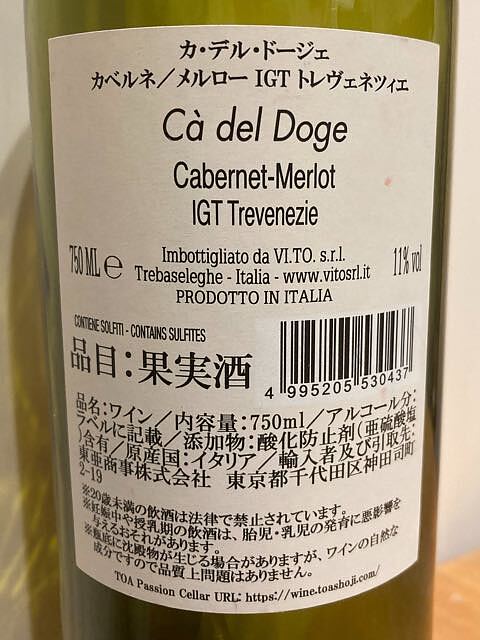 カ・デル・ドージェ
カベルネ／メルロー IGT トレヴェネツィエ
Cà del Doge
Cabernet-Merlot
IGT Trevenezie
750 ML ℮
Imbottigliato da VI.TO. s.r.l.
Trebaseleghe - Italia - www.vitosrl.it
PRODOTTO IN ITALIA
11% vol
CONTIENE SOLFITI - CONTAINS SULFITES
品目：果実酒
4 995205 530437
品名：ワイン／内容量：750ml／アルコール分：
ラベルに記載／添加物：酸化防止剤（亜硫酸塩
）含有／原産国：イタリア／輸入者及び引取先：
東亜商事株式会社 東京都千代田区神田司町
2-19
※20歳未満の飲酒は法律で禁止されています。
※妊娠中や授乳期の飲酒は、胎児・乳児の発育に悪影響を
与えるおそれがあります。
※瓶底に沈殿物が生じる場合がありますが、ワインの自然な
成分ですので品質上問題はありません。
TOA Passion Cellar URL: https://wine.toashoji.com/